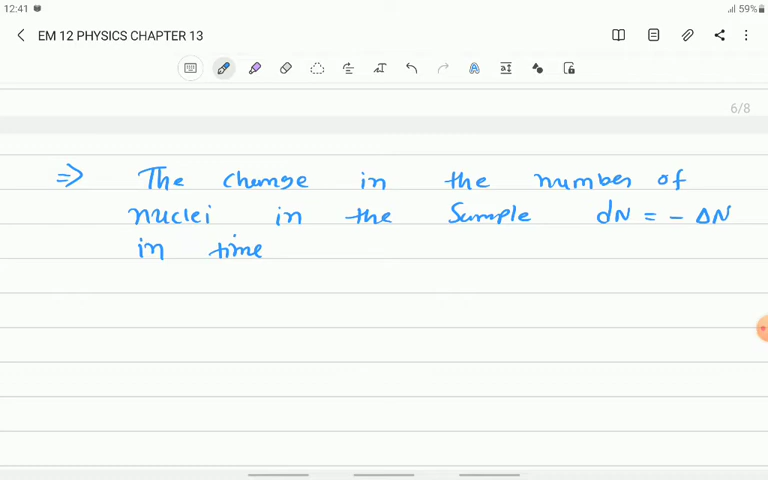 12:41 59%
EM 12 PHYSICS CHAPTER 13
6/8
⇒ The change in the number of
nuclei in the Sample dN = - ΔN
in time